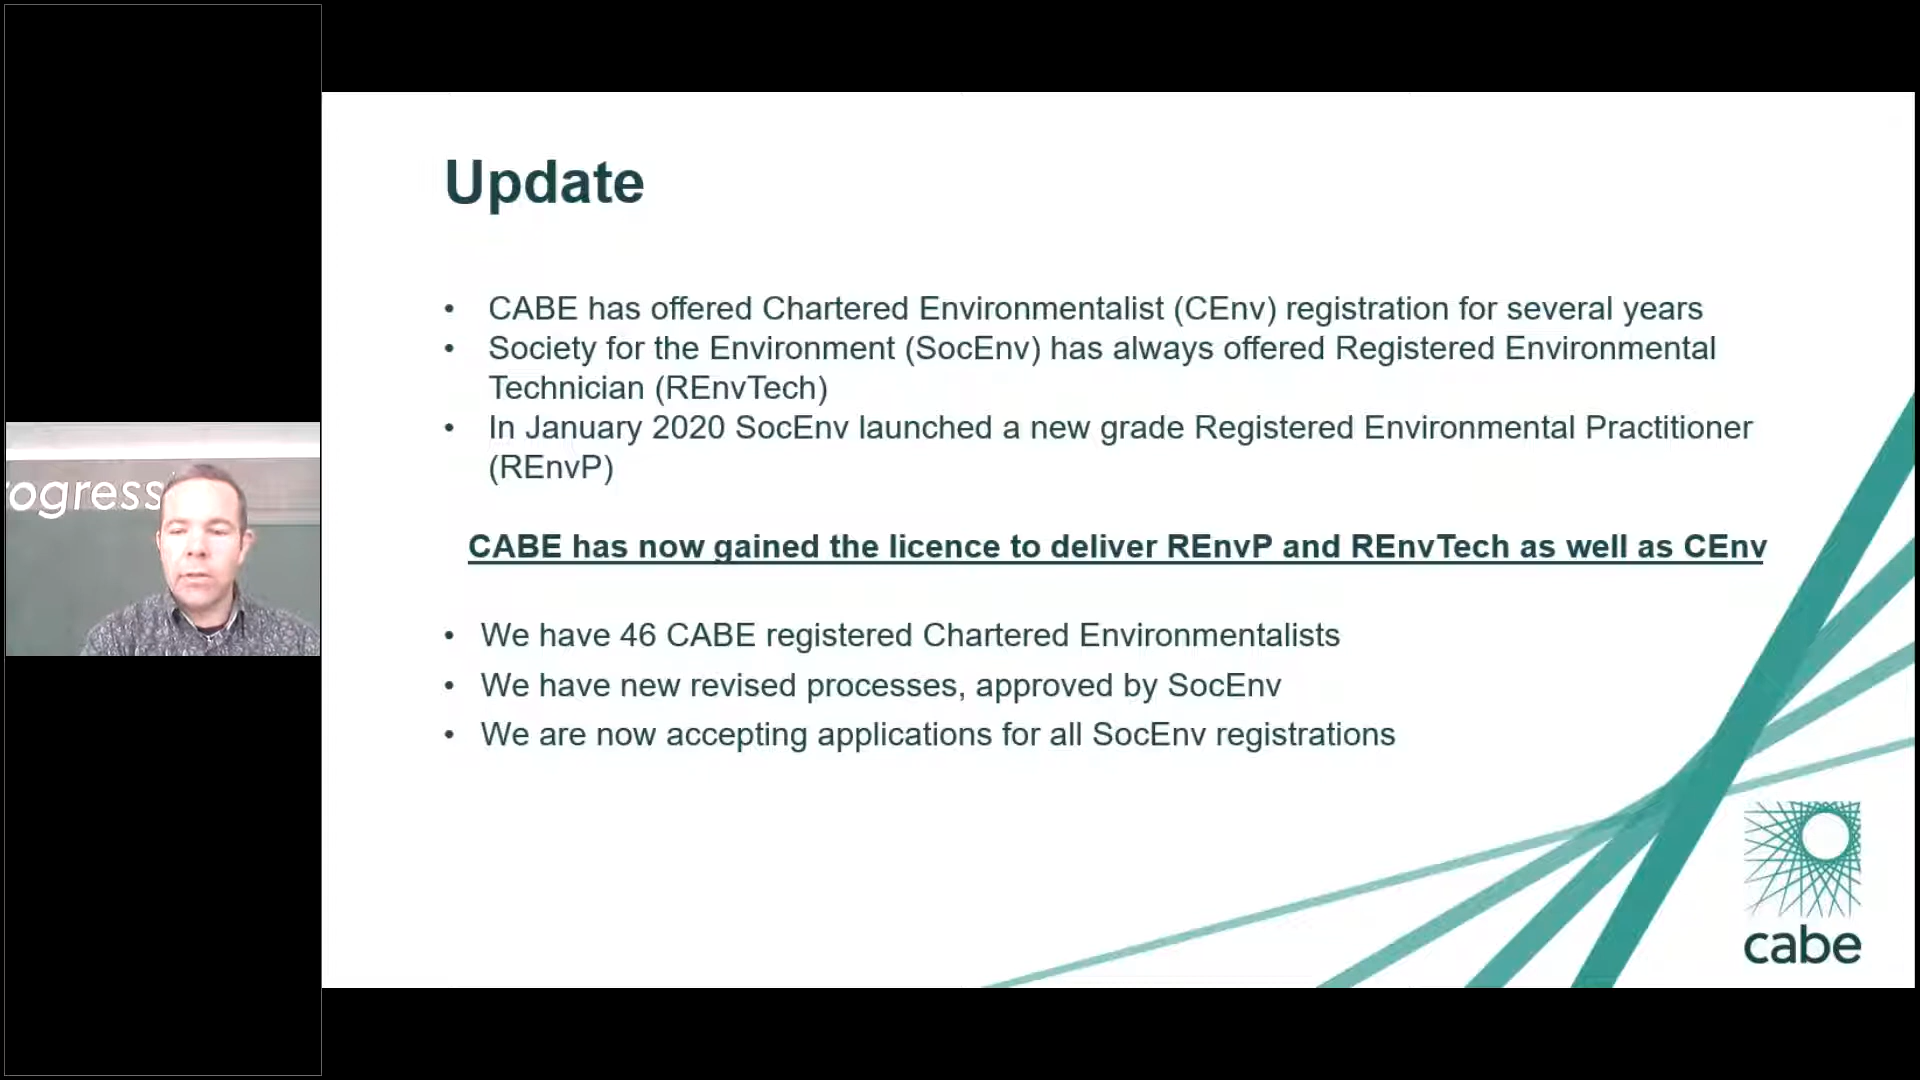 ogress
Update
• CABE has offered Chartered Environmentalist (CEnv) registration for several years
• Society for the Environment (SocEnv) has always offered Registered Environmental
Technician (REnvTech)
• In January 2020 SocEnv launched a new grade Registered Environmental Practitioner
(REnvP)
CABE has now gained the licence to deliver REnvP and REnvTech as well as CEnv
• We have 46 CABE registered Chartered Environmentalists
• We have new revised processes, approved by SocEnv
• We are now accepting applications for all SocEnv registrations
cabe